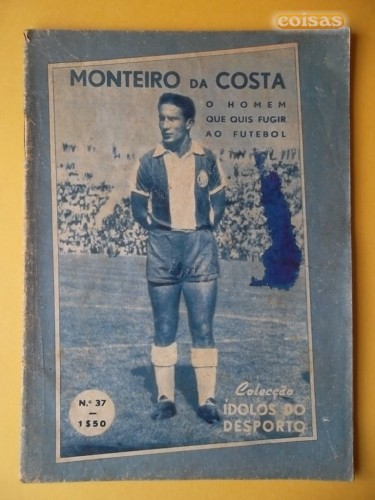 coisas
MONTEIRO DA COSTA
O HOMEM
QUE QUIS FUGIR
AO FUTEBOL
N.º 37
1$50
Colecção
ÍDOLOS DO
DESPORTO